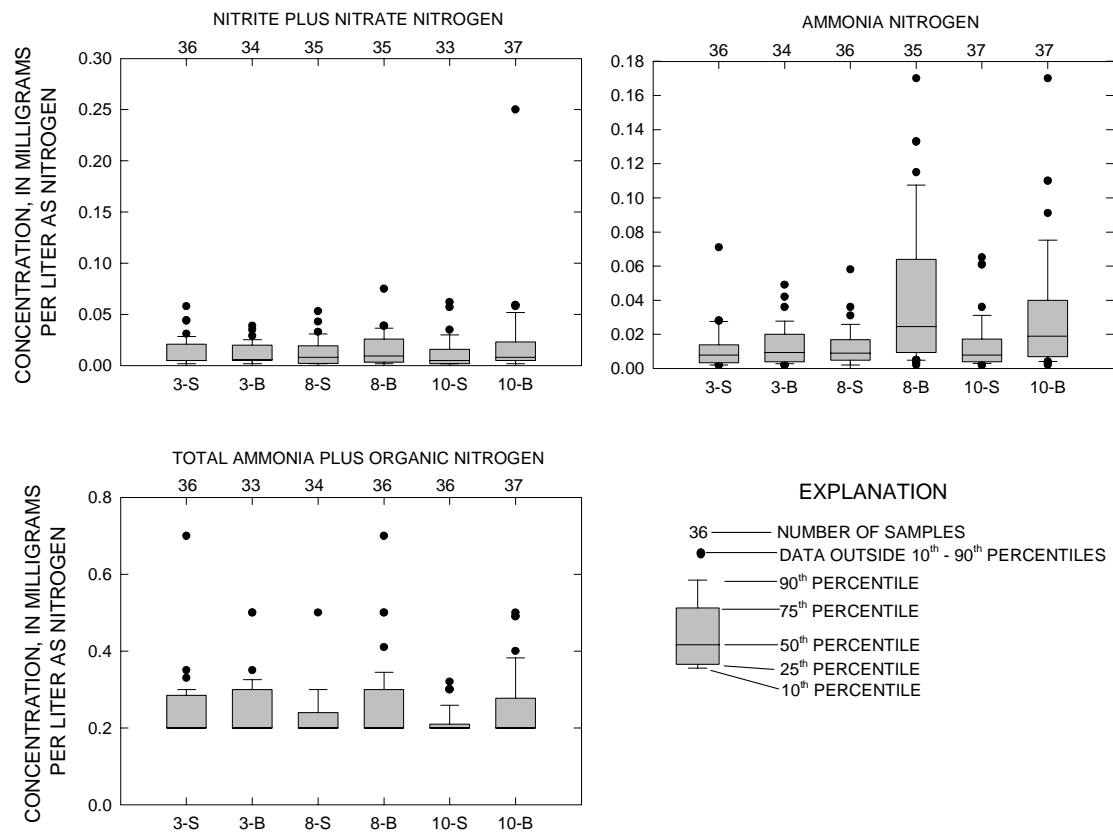 NITRITE PLUS NITRATE NITROGEN
36 34 35 35 33 37
CONCENTRATION, IN MILLIGRAMS
PER LITER AS NITROGEN
0.30
0.25
0.20
0.15
0.10
0.05
0.00
3-S 3-B 8-S 8-B 10-S 10-B
AMMONIA NITROGEN
36 34 36 35 37 37
0.18
0.16
0.14
0.12
0.10
0.08
0.06
0.04
0.02
0.00
3-S 3-B 8-S 8-B 10-S 10-B
TOTAL AMMONIA PLUS ORGANIC NITROGEN
36 33 34 36 36 37
CONCENTRATION, IN MILLIGRAMS
PER LITER AS NITROGEN
0.8
0.6
0.4
0.2
0.0
3-S 3-B 8-S 8-B 10-S 10-B
EXPLANATION
36 NUMBER OF SAMPLES
DATA OUTSIDE 10th - 90th PERCENTILES
90th PERCENTILE
75th PERCENTILE
50th PERCENTILE
25th PERCENTILE
10th PERCENTILE